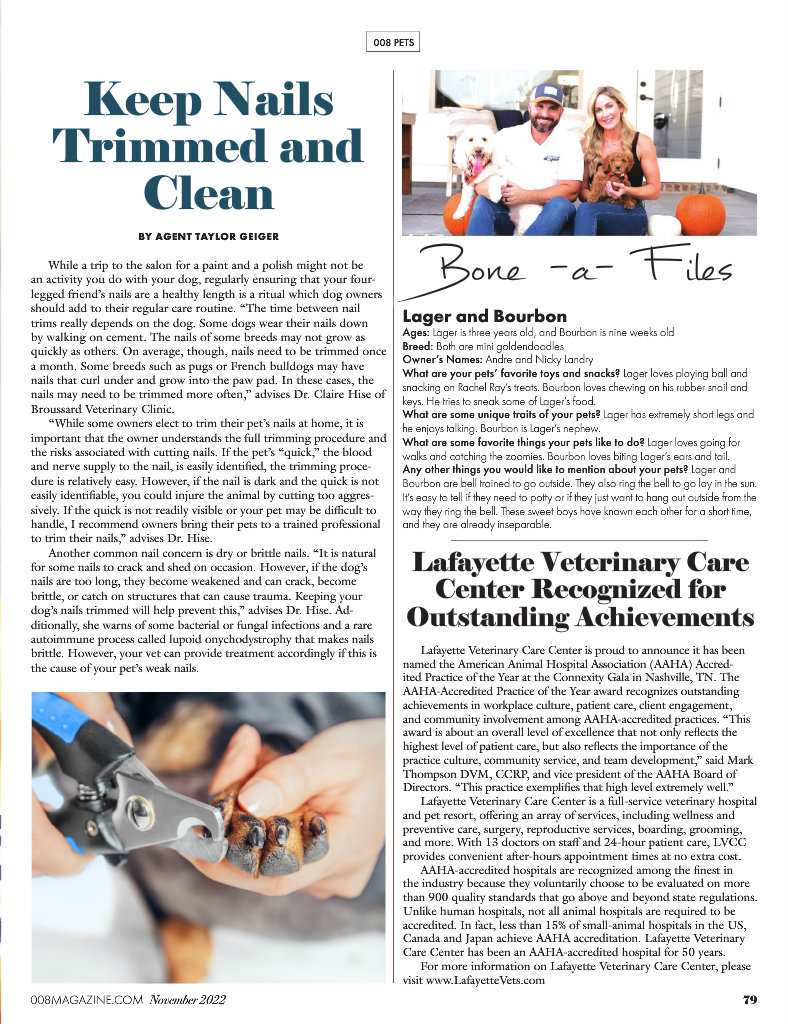 008 PETS
Keep Nails
Trimmed and
Clean
BY AGENT TAYLOR GEIGER
While a trip to the salon for a paint and a polish might not be
an activity you do with your dog, regularly ensuring that your four-
legged friend's nails are a healthy length is a ritual which dog owners
should add to their regular care routine. “The time between nail
trims really depends on the dog. Some dogs wear their nails down
by walking on cement. The nails of some breeds may not grow as
quickly as others. On average, though, nails need to be trimmed once
a month. Some breeds such as pugs or French bulldogs may have
nails that curl under and grow into the paw pad. In these cases, the
nails may need to be trimmed more often,” advises Dr. Claire Hise of
Broussard Veterinary Clinic.
“While some owners elect to trim their pet's nails at home, it is
important that the owner understands the full trimming procedure and
the risks associated with cutting nails. If the pet's “quick,” the blood
and nerve supply to the nail, is easily identified, the trimming proce-
dure is relatively easy. However, if the nail is dark and the quick is not
easily identifiable, you could injure the animal by cutting too aggres-
sively. If the quick is not readily visible or your pet may be difficult to
handle, I recommend owners bring their pets to a trained professional
to trim their nails,” advises Dr. Hise.
Another common nail concern is dry or brittle nails. “It is natural
for some nails to crack and shed on occasion. However, if the dog's
nails are too long, they become weakened and can crack, become
brittle, or catch on structures that can cause trauma. Keeping your
dog's nails trimmed will help prevent this,” advises Dr. Hise. Ad-
ditionally, she warns of some bacterial or fungal infections and a rare
autoimmune process called lupoid onychodystrophy that makes nails
brittle. However, your vet can provide treatment accordingly if this is
the cause of your pet's weak nails.
Bone -a- Files
Lager and Bourbon
Ages: Lager is three years old, and Bourbon is nine weeks old
Breed: Both are mini goldendoodles
Owner's Names: Andre and Nicky Landry
What are your pets' favorite toys and snacks? Lager loves playing ball and
snacking on Rachel Ray's treats. Bourbon loves chewing on his rubber snail and
keys. He tries to sneak some of Lager's food.
What are some unique traits of your pets? Lager has extremely short legs and
he enjoys talking. Bourbon is Lager's nephew.
What are some favorite things your pets like to do? Lager loves going for
walks and catching the zoomies. Bourbon loves biting Lager's ears and tail.
Any other things you would like to mention about your pets? Lager and
Bourbon are bell trained to go outside. They also ring the bell to go lay in the sun.
It's easy to tell if they need to potty or if they just want to hang out outside from the
way they ring the bell. These sweet boys have known each other for a short time,
and they are already inseparable.
Lafayette Veterinary Care
Center Recognized for
Outstanding Achievements
Lafayette Veterinary Care Center is proud to announce it has been
named the American Animal Hospital Association (AAHA) Accred-
ited Practice of the Year at the Connexity Gala in Nashville, TN. The
AAHA-Accredited Practice of the Year award recognizes outstanding
achievements in workplace culture, patient care, client engagement,
and community involvement among AAHA-accredited practices. “This
award is about an overall level of excellence that not only reflects the
highest level of patient care, but also reflects the importance of the
practice culture, community service, and team development,” said Mark
Thompson DVM, CCRP, and vice president of the AAHA Board of
Directors. “This practice exemplifies that high level extremely well.”
Lafayette Veterinary Care Center is a full-service veterinary hospital
and pet resort, offering an array of services, including wellness and
preventive care, surgery, reproductive services, boarding, grooming,
and more. With 13 doctors on staff and 24-hour patient care, LVCC
provides convenient after-hours appointment times at no extra cost.
AAHA-accredited hospitals are recognized among the finest in
the industry because they voluntarily choose to be evaluated on more
than 900 quality standards that go above and beyond state regulations.
Unlike human hospitals, not all animal hospitals are required to be
accredited. In fact, less than 15% of small-animal hospitals in the US,
Canada and Japan achieve AAHA accreditation. Lafayette Veterinary
Care Center has been an AAHA-accredited hospital for 50 years.
For more information on Lafayette Veterinary Care Center, please
visit www.LafayetteVets.com
008MAGAZINE.COM November 2022
79